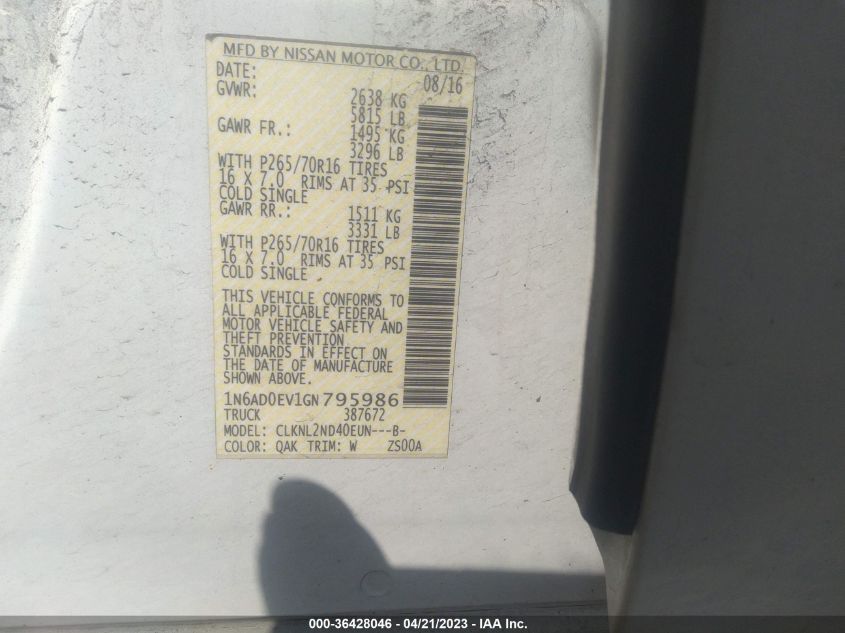 MFD BY NISSAN MOTOR CO., LTD.
DATE: 08/16
GVWR: 2638 KG
5815 LB
GAWR FR.: 1495 KG
3296 LB
WITH P265/70R16 TIRES
16 X 7.0 RIMS AT 35 PSI
COLD SINGLE
GAWR RR.: 1511 KG
3331 LB
WITH P265/70R16 TIRES
16 X 7.0 RIMS AT 35 PSI
COLD SINGLE
THIS VEHICLE CONFORMS TO
ALL APPLICABLE FEDERAL
MOTOR VEHICLE SAFETY AND
THEFT PREVENTION
STANDARDS IN EFFECT ON
THE DATE OF MANUFACTURE
SHOWN ABOVE.
1N6AD0EV1GN795986
TRUCK 387672
MODEL: CLKNL2ND40EUN---B-
COLOR: QAK TRIM: W ZS00A
000-36428046 - 04/21/2023 - IAA Inc.